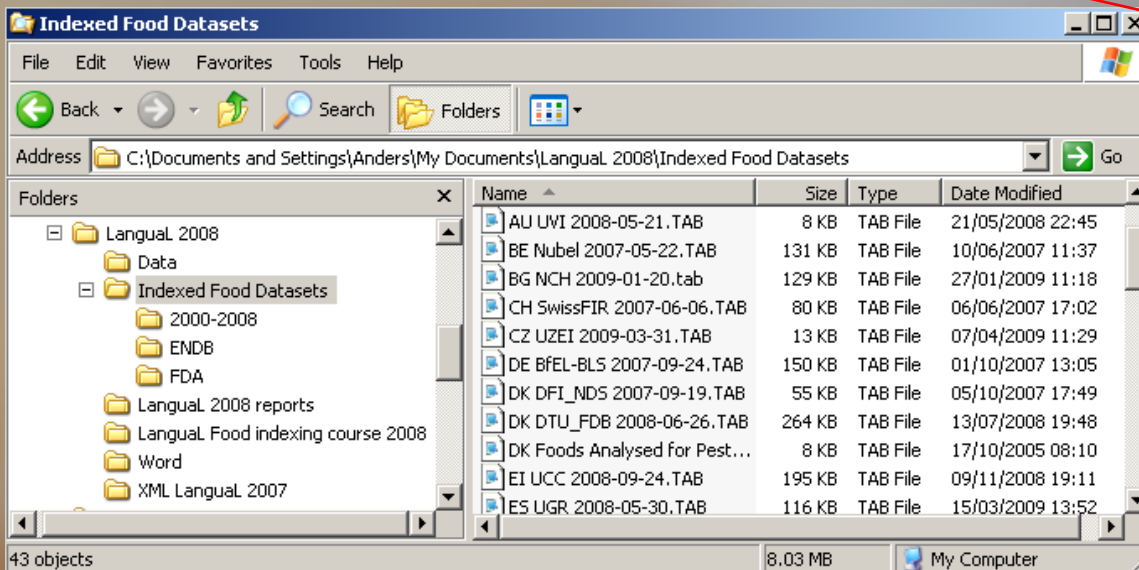 Indexed Food Datasets
File Edit View Favorites Tools Help
Back Search Folders
Address C:\Documents and Settings\Anders\My Documents\LanguaL 2008\Indexed Food Datasets Go
Folders
LanguaL 2008
Data
Indexed Food Datasets
2000-2008
ENDB
FDA
LanguaL 2008 reports
LanguaL Food indexing course 2008
Word
XML LanguaL 2007
Name Size Type Date Modified
AU UVI 2008-05-21.TAB 8 KB TAB File 21/05/2008 22:45
BE Nubel 2007-05-22.TAB 131 KB TAB File 10/06/2007 11:37
BG NCH 2009-01-20.tab 129 KB TAB File 27/01/2009 11:18
CH SwissFIR 2007-06-06.TAB 80 KB TAB File 06/06/2007 17:02
CZ UZEI 2009-03-31.TAB 13 KB TAB File 07/04/2009 11:29
DE BfEL-BLS 2007-09-24.TAB 150 KB TAB File 01/10/2007 13:05
DK DFI_NDS 2007-09-19.TAB 55 KB TAB File 05/10/2007 17:49
DK DTU_FDB 2008-06-26.TAB 264 KB TAB File 13/07/2008 19:48
DK Foods Analysed for Pest... 8 KB TAB File 17/10/2005 08:10
EI UCC 2008-09-24.TAB 195 KB TAB File 09/11/2008 19:11
ES UGR 2008-05-30.TAB 116 KB TAB File 15/03/2009 13:52
43 objects 8.03 MB My Computer